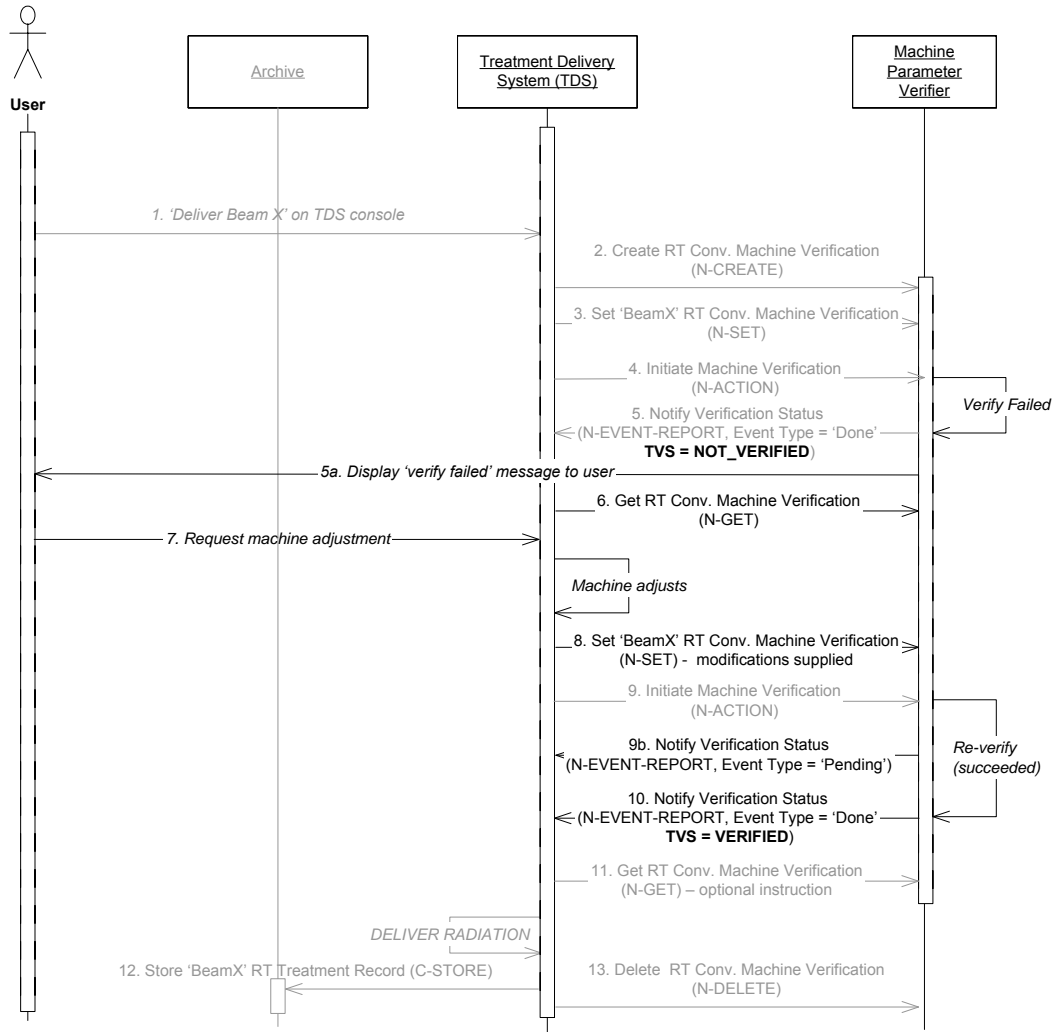 User
Archive
Treatment Delivery
System (TDS)
Machine
Parameter
Verifier
1. ‘Deliver Beam X’ on TDS console
2. Create RT Conv. Machine Verification
(N-CREATE)
3. Set ‘BeamX’ RT Conv. Machine Verification
(N-SET)
4. Initiate Machine Verification
(N-ACTION)
Verify Failed
5. Notify Verification Status
(N-EVENT-REPORT, Event Type = ‘Done’
TVS = NOT_VERIFIED)
5a. Display ‘verify failed’ message to user
6. Get RT Conv. Machine Verification
(N-GET)
7. Request machine adjustment
Machine adjusts
8. Set ‘BeamX’ RT Conv. Machine Verification
(N-SET) - modifications supplied
9. Initiate Machine Verification
(N-ACTION)
Re-verify
(succeeded)
9b. Notify Verification Status
(N-EVENT-REPORT, Event Type = ‘Pending’)
10. Notify Verification Status
(N-EVENT-REPORT, Event Type = ‘Done’
TVS = VERIFIED)
11. Get RT Conv. Machine Verification
(N-GET) – optional instruction
DELIVER RADIATION
12. Store ‘BeamX’ RT Treatment Record (C-STORE)
13. Delete RT Conv. Machine Verification
(N-DELETE)